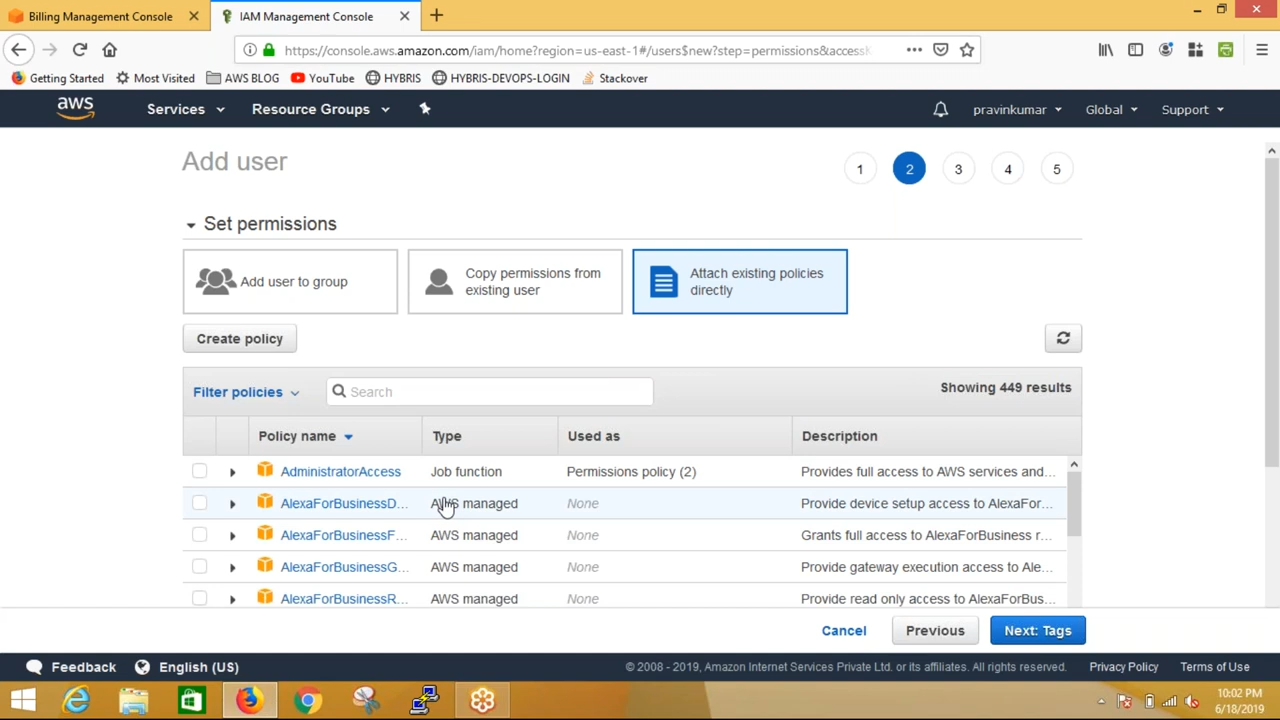 Billing Management Console
IAM Management Console
https://console.aws.amazon.com/iam/home?region=us-east-1#/users$new?step=permissions&access
Getting Started
Most Visited
AWS BLOG
YouTube
HYBRIS
HYBRIS-DEVOPS-LOGIN
Stackover
aws
Services
Resource Groups
pravinkumar
Global
Support
Add user
1
2
3
4
5
Set permissions
Add user to group
Copy permissions from
existing user
Attach existing policies
directly
Create policy
Filter policies
Search
Showing 449 results
Policy name
Type
Used as
Description
AdministratorAccess
Job function
Permissions policy (2)
Provides full access to AWS services and...
AlexaForBusinessD...
AWS managed
None
Provide device setup access to AlexaFor...
AlexaForBusinessF...
AWS managed
None
Grants full access to AlexaForBusiness r...
AlexaForBusinessG...
AWS managed
None
Provide gateway execution access to Ale...
AlexaForBusinessR...
AWS managed
None
Provide read only access to AlexaForBus...
Cancel
Previous
Next: Tags
Feedback
English (US)
© 2008 - 2019, Amazon Internet Services Private Ltd. or its affiliates. All rights reserved.
Privacy Policy
Terms of Use
10:02 PM
6/18/2019